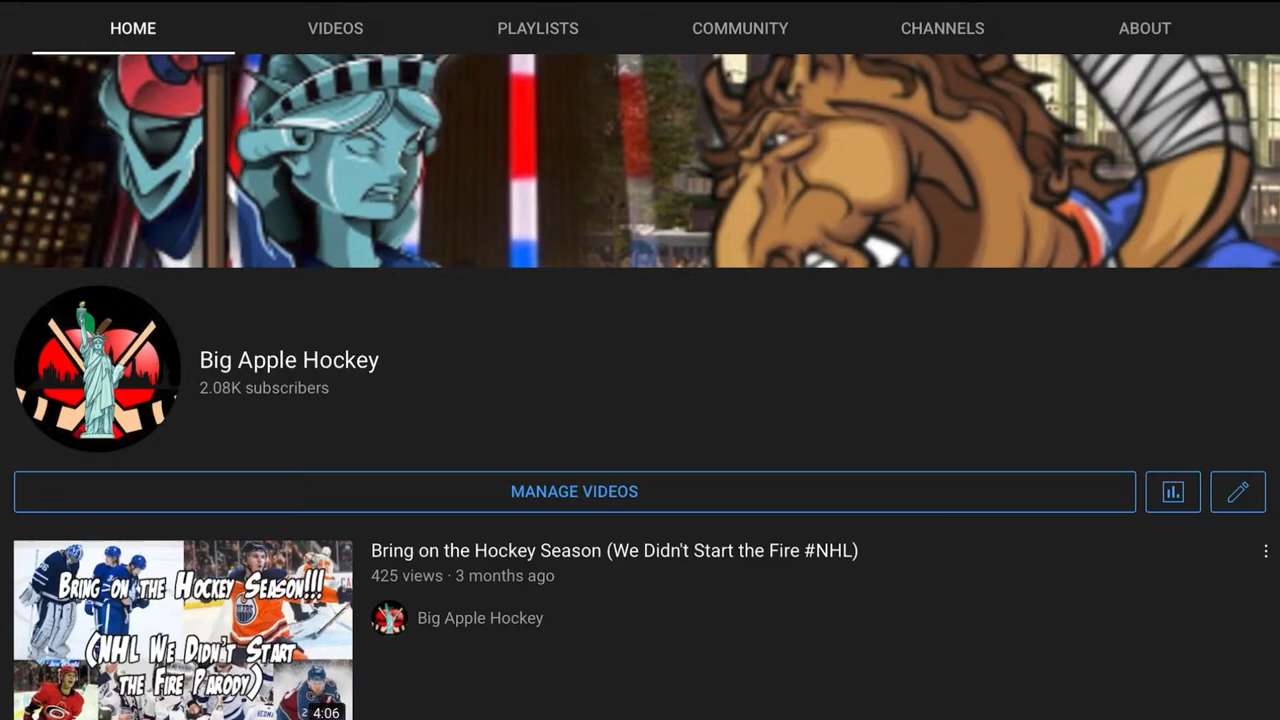 HOME VIDEOS PLAYLISTS COMMUNITY CHANNELS ABOUT
Big Apple Hockey
2.08K subscribers
MANAGE VIDEOS
Bring on the Hockey Season (We Didn't Start the Fire #NHL)
425 views · 3 months ago
Big Apple Hockey
BRING ON THE HOCKEY SEASON!!!
(NHL WE DIDN'T START
THE FIRE PARODY)
4:06